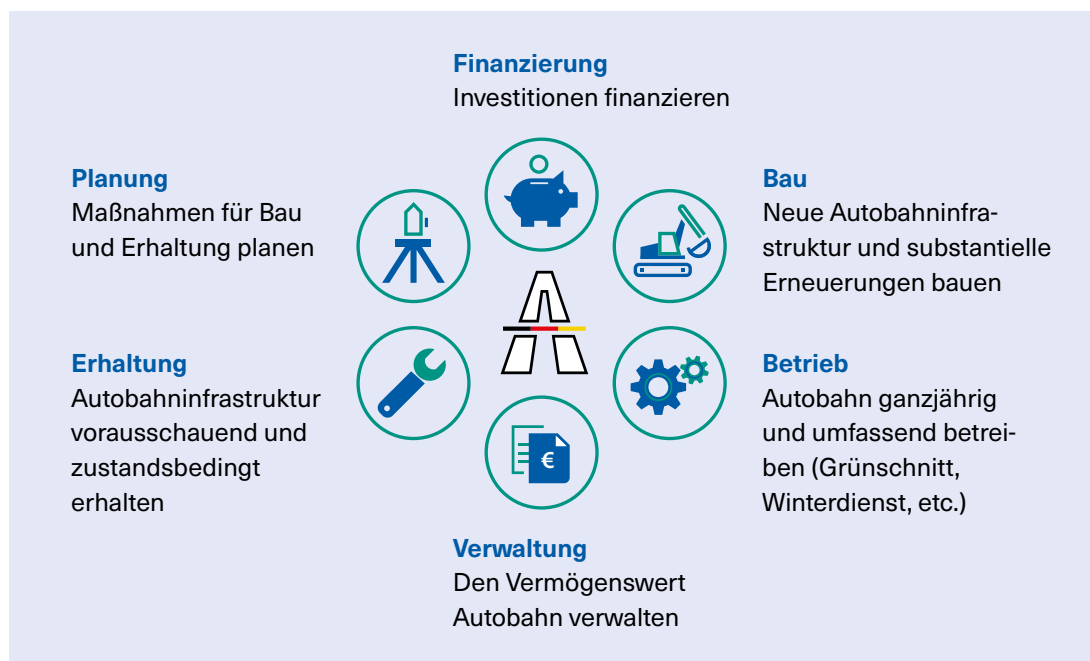 Finanzierung
Investitionen finanzieren
Planung
Maßnahmen für Bau
und Erhaltung planen
Bau
Neue Autobahninfra-
struktur und substantielle
Erneuerungen bauen
Erhaltung
Autobahninfrastruktur
vorausschauend und
zustandsbedingt
erhalten
Betrieb
Autobahn ganzjährig
und umfassend betrei-
ben (Grünschnitt,
Winterdienst, etc.)
€
Verwaltung
Den Vermögenswert
Autobahn verwalten